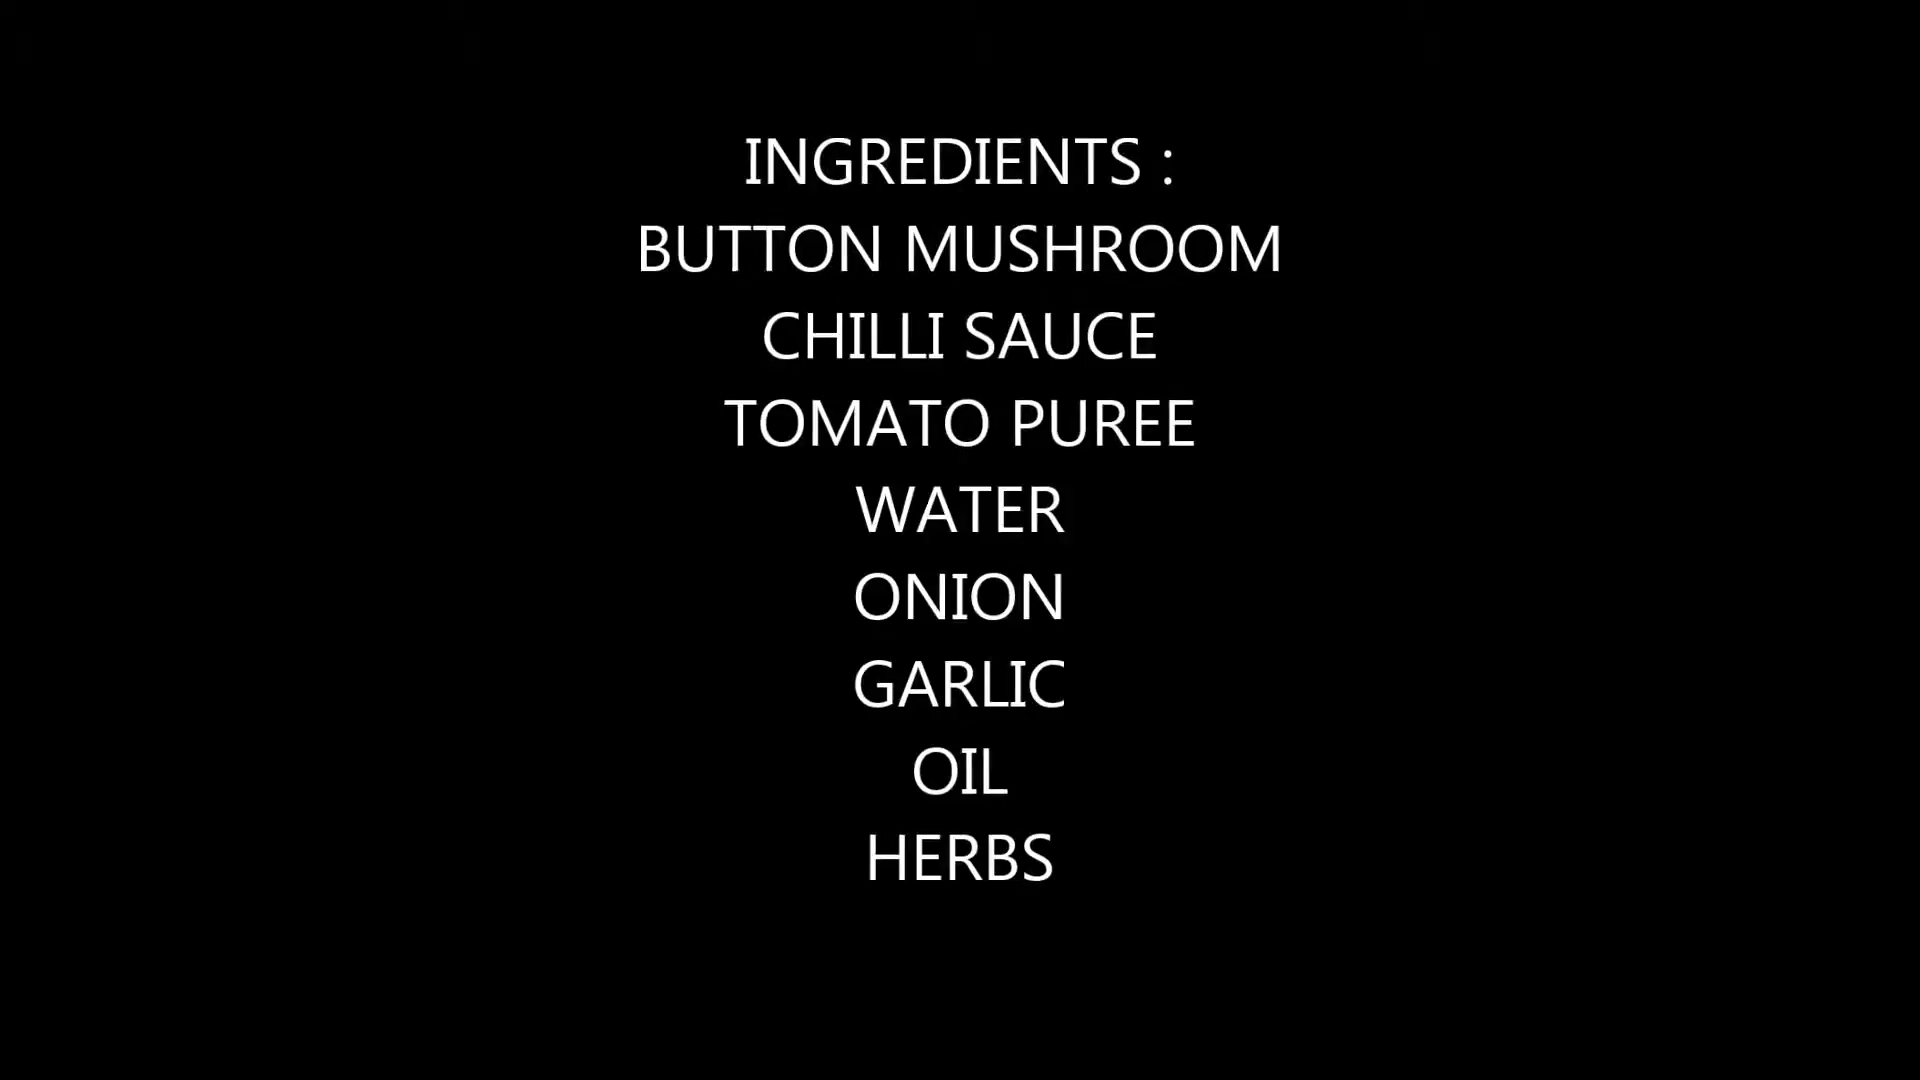 INGREDIENTS :
BUTTON MUSHROOM
CHILLI SAUCE
TOMATO PUREE
WATER
ONION
GARLIC
OIL
HERBS